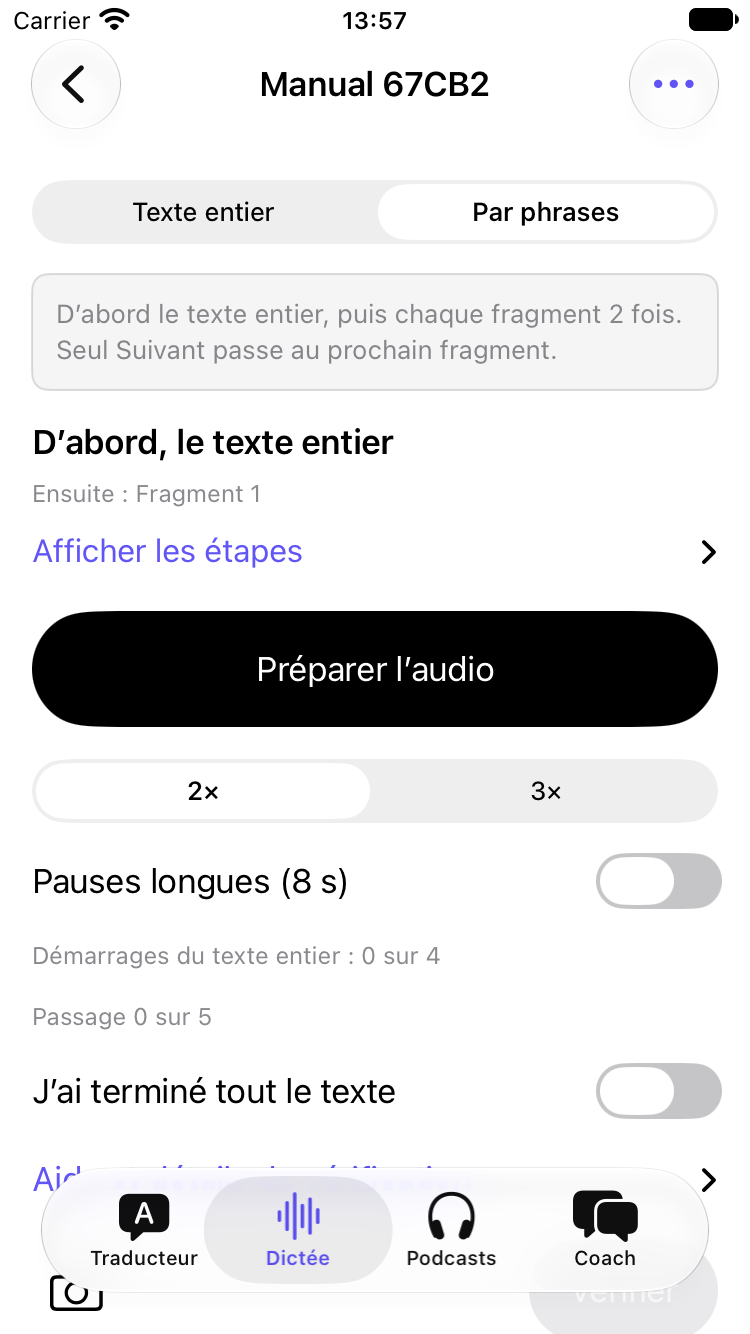 Carrier 13:57
Manual 67CB2
Texte entier Par phrases
D’abord le texte entier, puis chaque fragment 2 fois.
Seul Suivant passe au prochain fragment.
D’abord, le texte entier
Ensuite : Fragment 1
Afficher les étapes
Préparer l’audio
2× 3×
Pauses longues (8 s)
Démarrages du texte entier : 0 sur 4
Passage 0 sur 5
J’ai terminé tout le texte
A
Traducteur Dictée Podcasts Coach